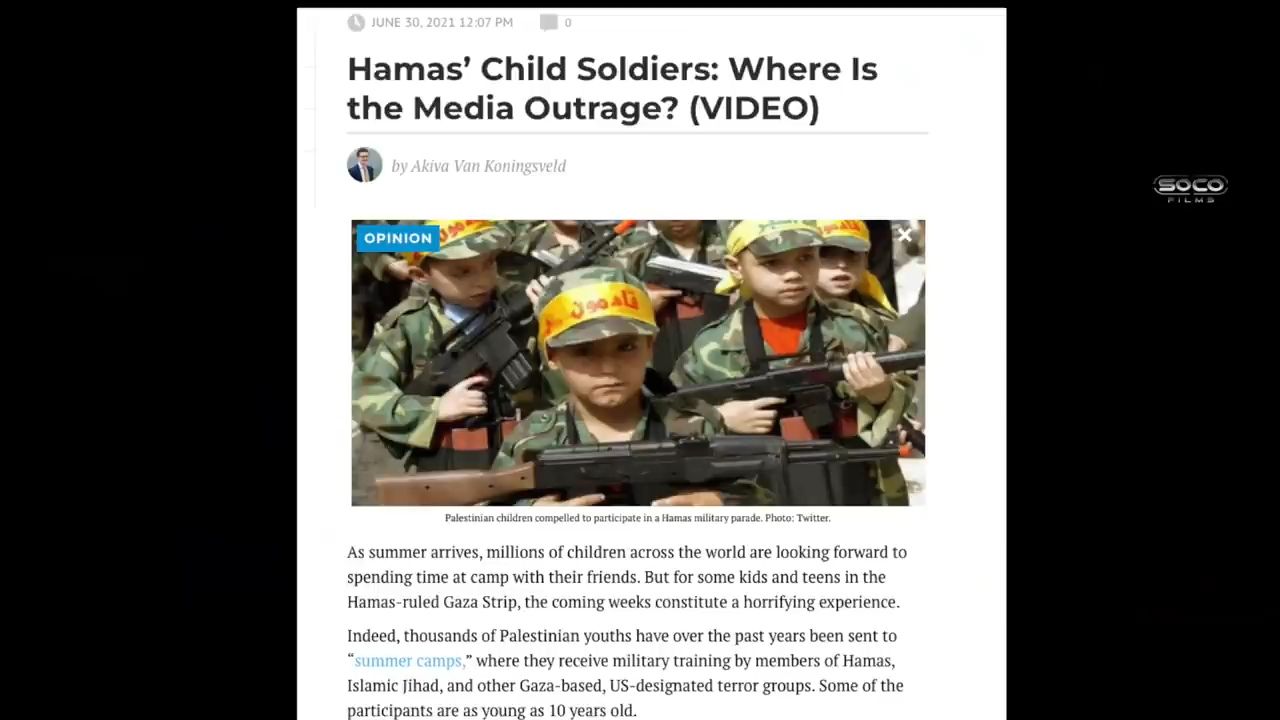 JUNE 30, 2021 12:07 PM 0
Hamas’ Child Soldiers: Where Is
the Media Outrage? (VIDEO)
by Akiva Van Koningsveld
OPINION
قادمون
Palestinian children compelled to participate in a Hamas military parade. Photo: Twitter.
SOCO
FILMS
As summer arrives, millions of children across the world are looking forward to
spending time at camp with their friends. But for some kids and teens in the
Hamas-ruled Gaza Strip, the coming weeks constitute a horrifying experience.
Indeed, thousands of Palestinian youths have over the past years been sent to
“summer camps,” where they receive military training by members of Hamas,
Islamic Jihad, and other Gaza-based, US-designated terror groups. Some of the
participants are as young as 10 years old.